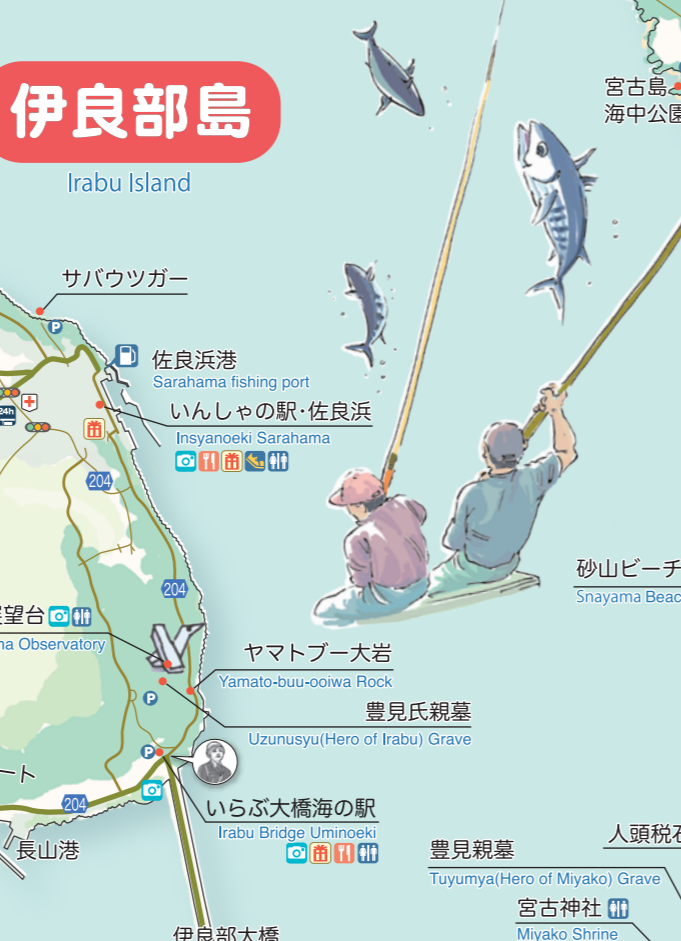 伊良部島
Irabu Island
宮古島
海中公園
サバウツガー
P
佐良浜港
Sarahama fishing port
24h
いんしゃの駅・佐良浜
Insyanoeki Sarahama
204
砂山ビーチ
Snayama Beac
204
望台
na Observatory
ヤマトブー大岩
Yamato-buu-ooiwa Rock
P
豊見氏親墓
Uzunusyu(Hero of Irabu) Grave
P
ート
204
いらぶ大橋海の駅
Irabu Bridge Uminoeki
長山港
人頭税石
豊見親墓
Tuyumya(Hero of Miyako) Grave
宮古神社
Miyako Shrine
伊良部大橋